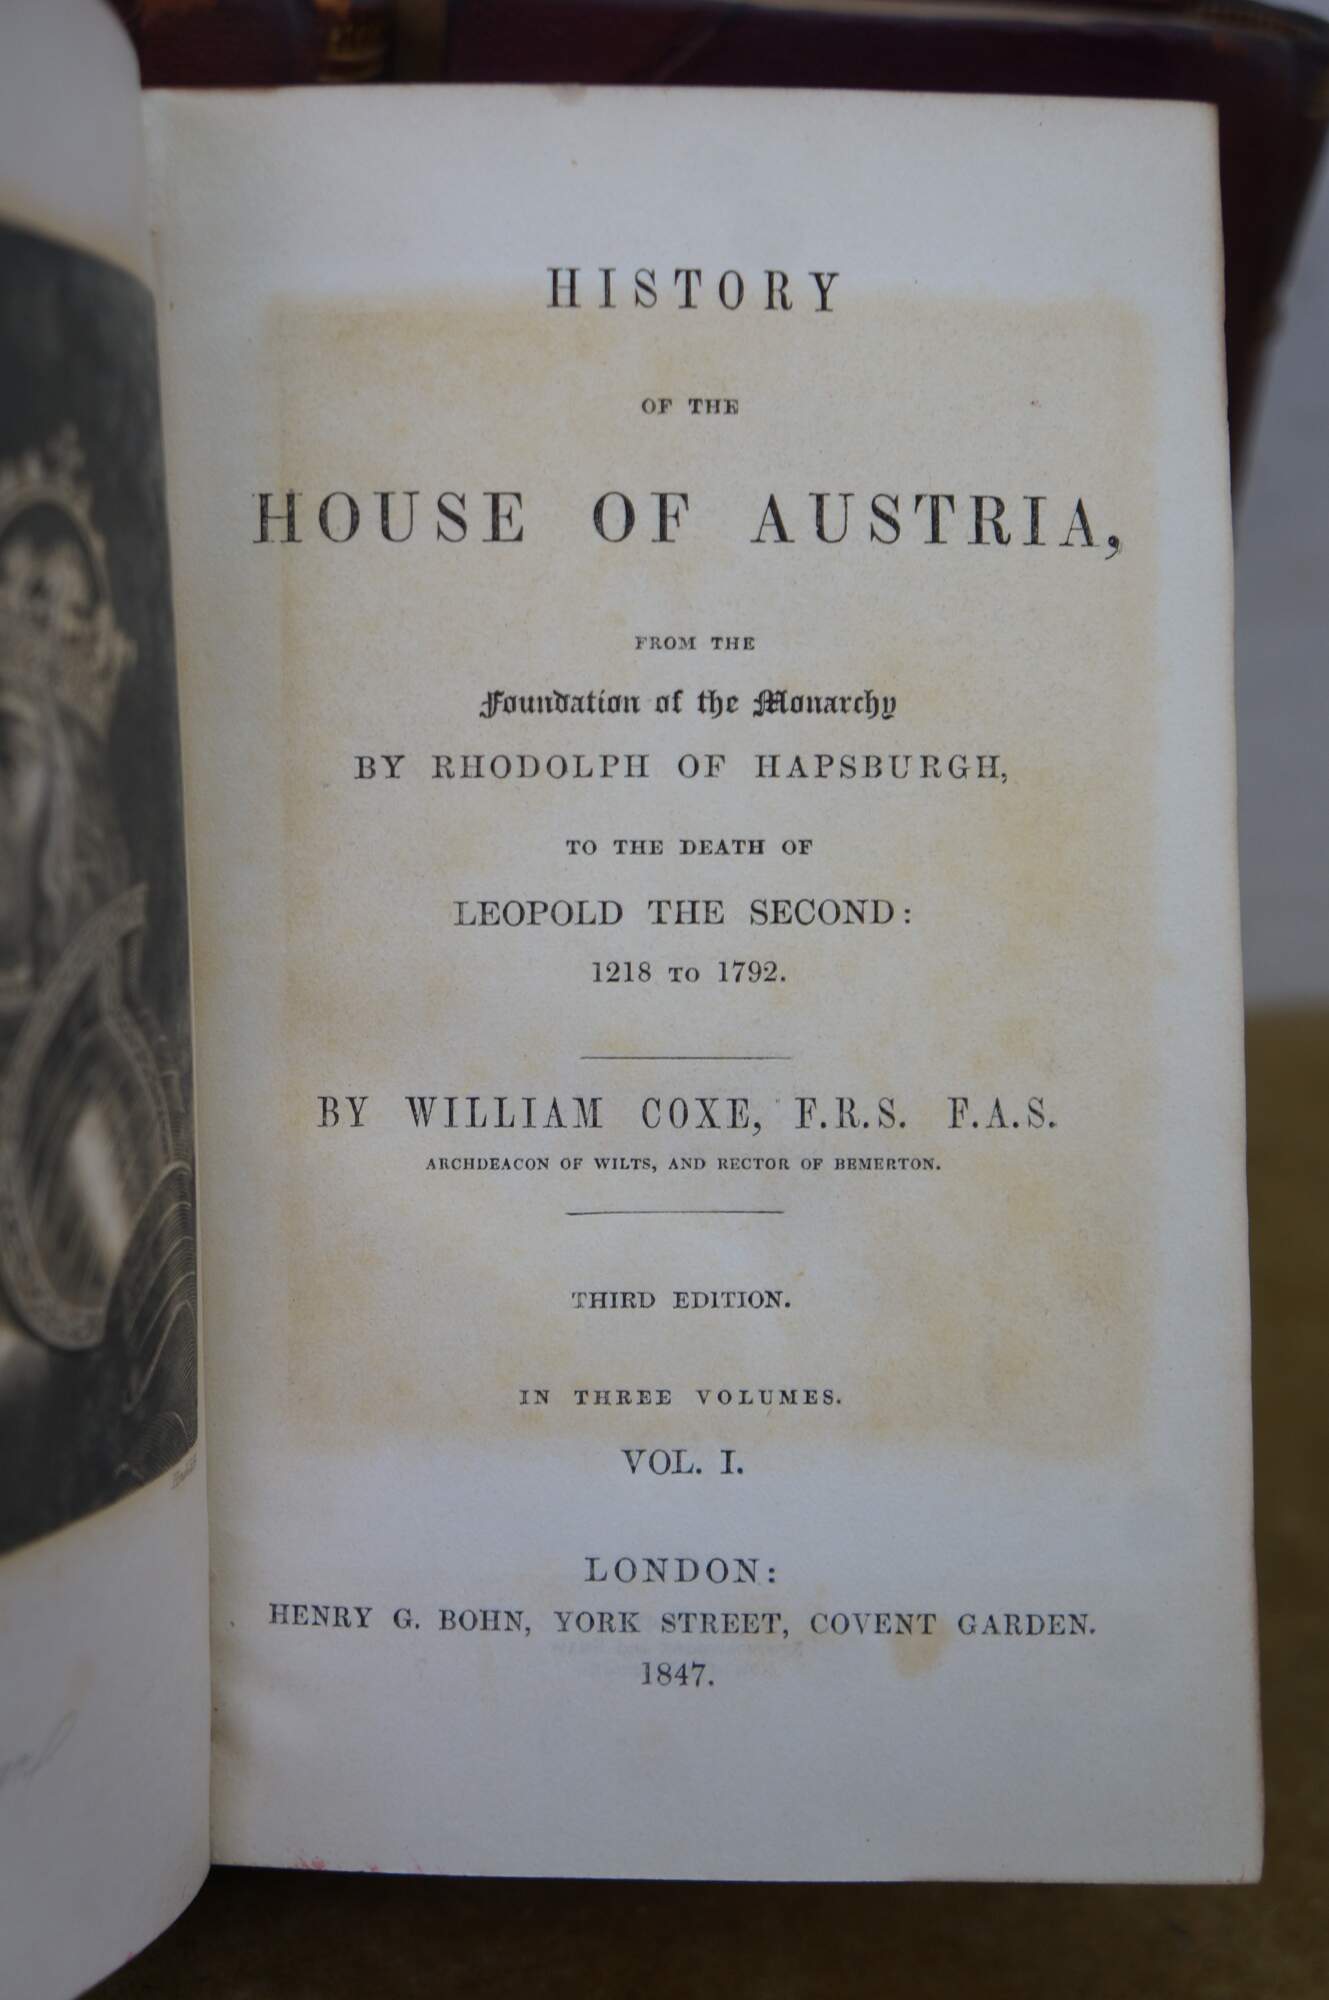 HISTORY
OF THE
HOUSE OF AUSTRIA,
FROM THE
Foundation of the Monarchy
BY RHODOLPH OF HAPSBURGH,
TO THE DEATH OF
LEOPOLD THE SECOND:
1218 TO 1792.
BY WILLIAM COXE, F.R.S. F.A.S.
ARCHDEACON OF WILTS, AND RECTOR OF BEMERTON.
THIRD EDITION.
IN THREE VOLUMES.
VOL. I.
LONDON:
HENRY G. BOHN, YORK STREET, COVENT GARDEN.
1847.